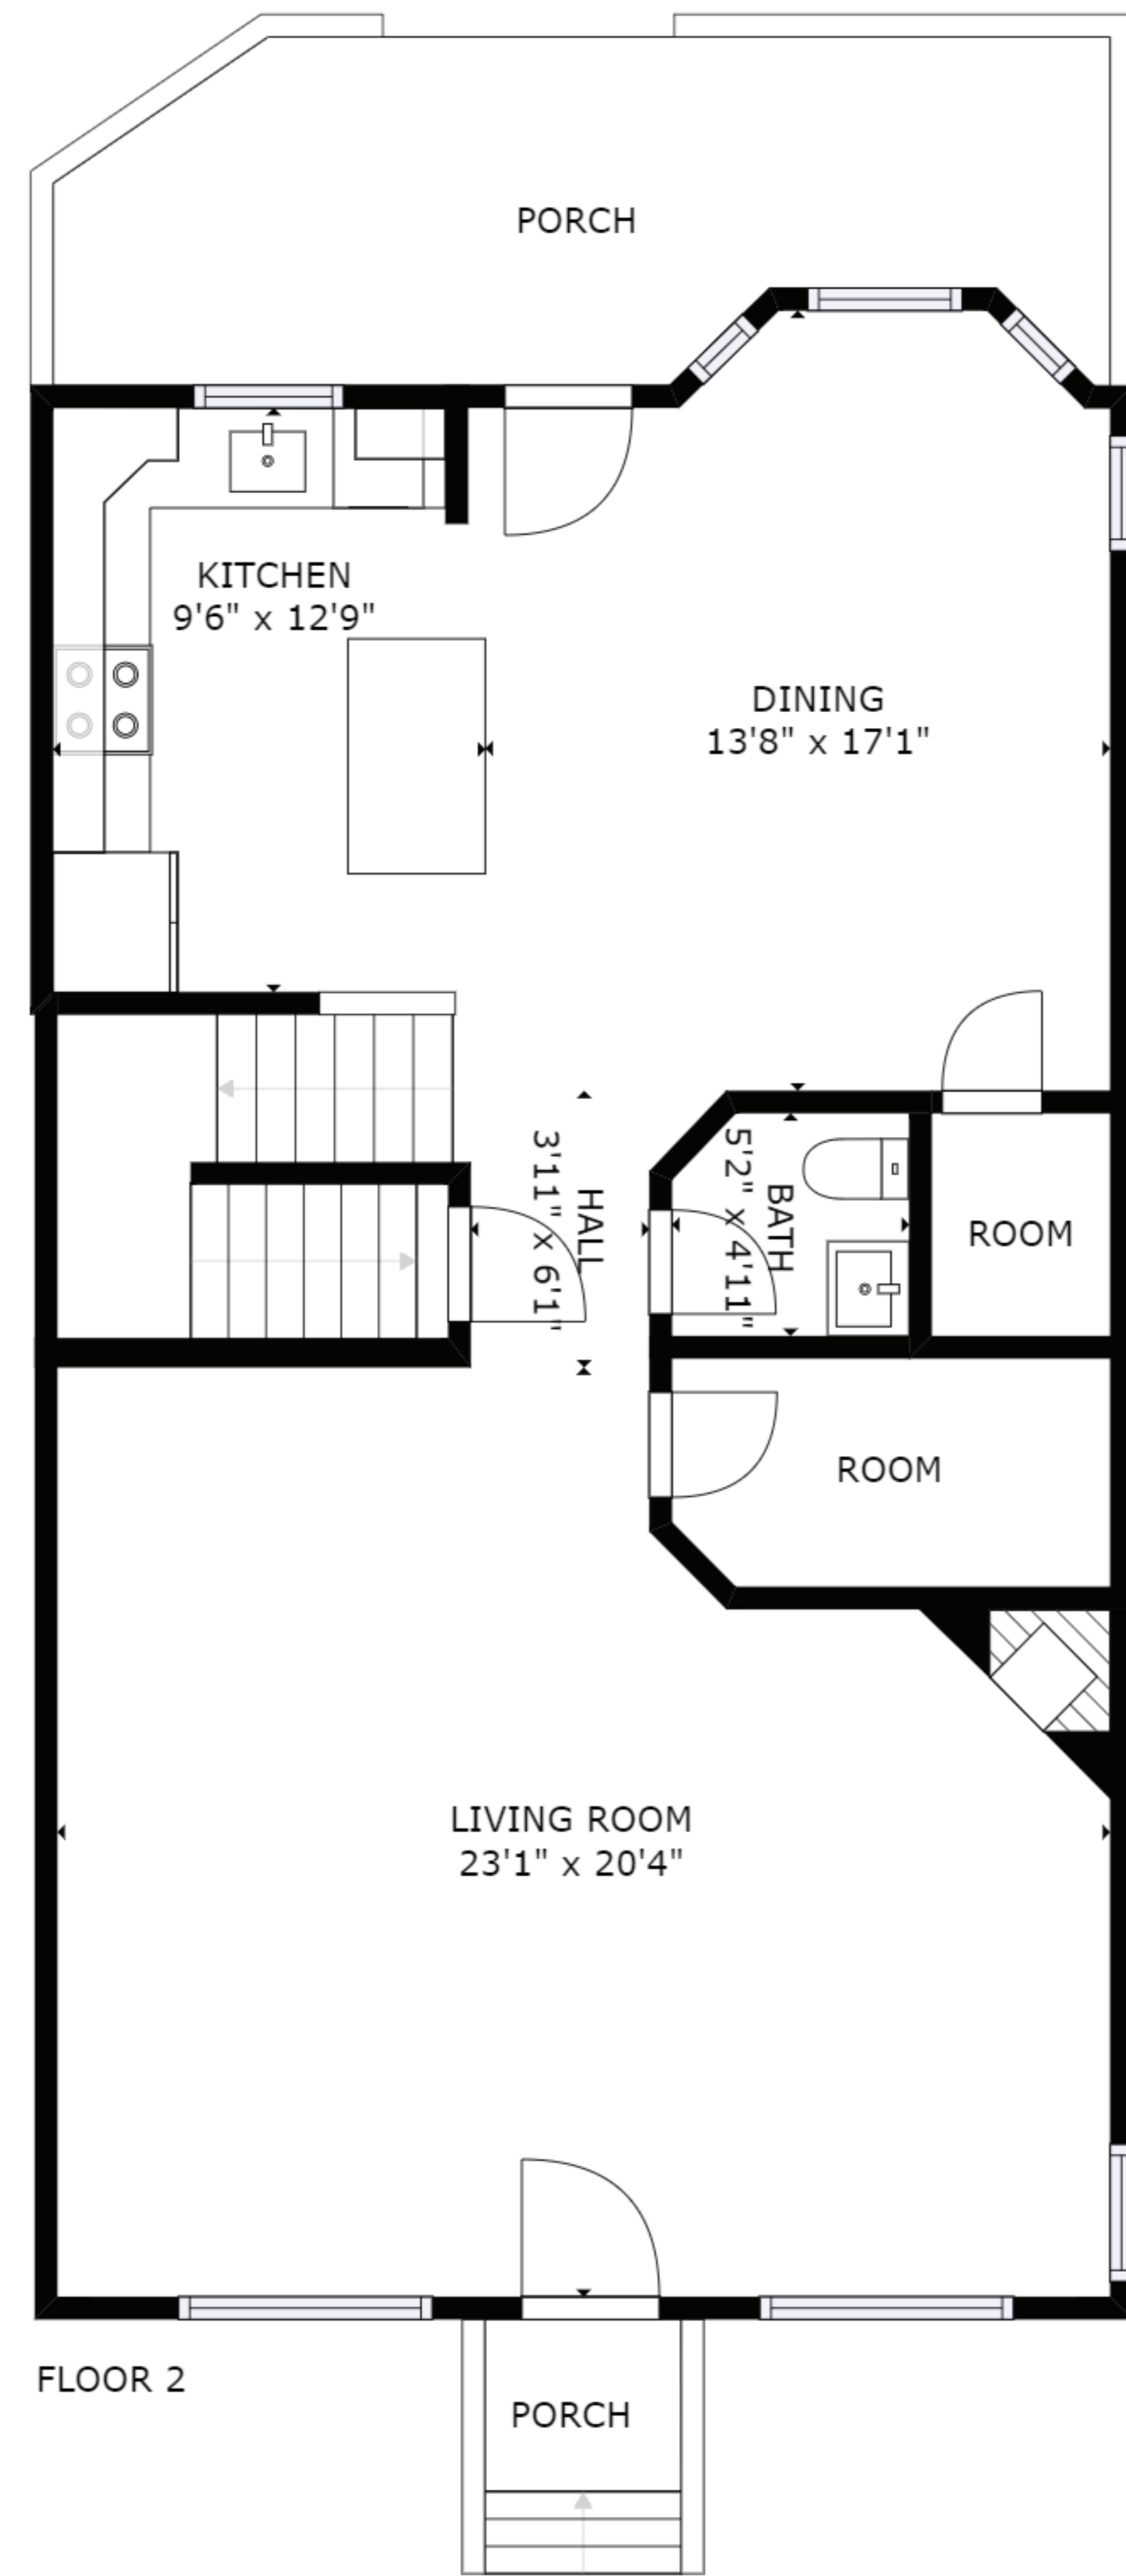 PORCH
KITCHEN
9'6" x 12'9"
DINING
13'8" x 17'1"
HALL
3'11" x 6'1"
BATH
5'2" x 4'11"
ROOM
ROOM
LIVING ROOM
23'1" x 20'4"
FLOOR 2
PORCH